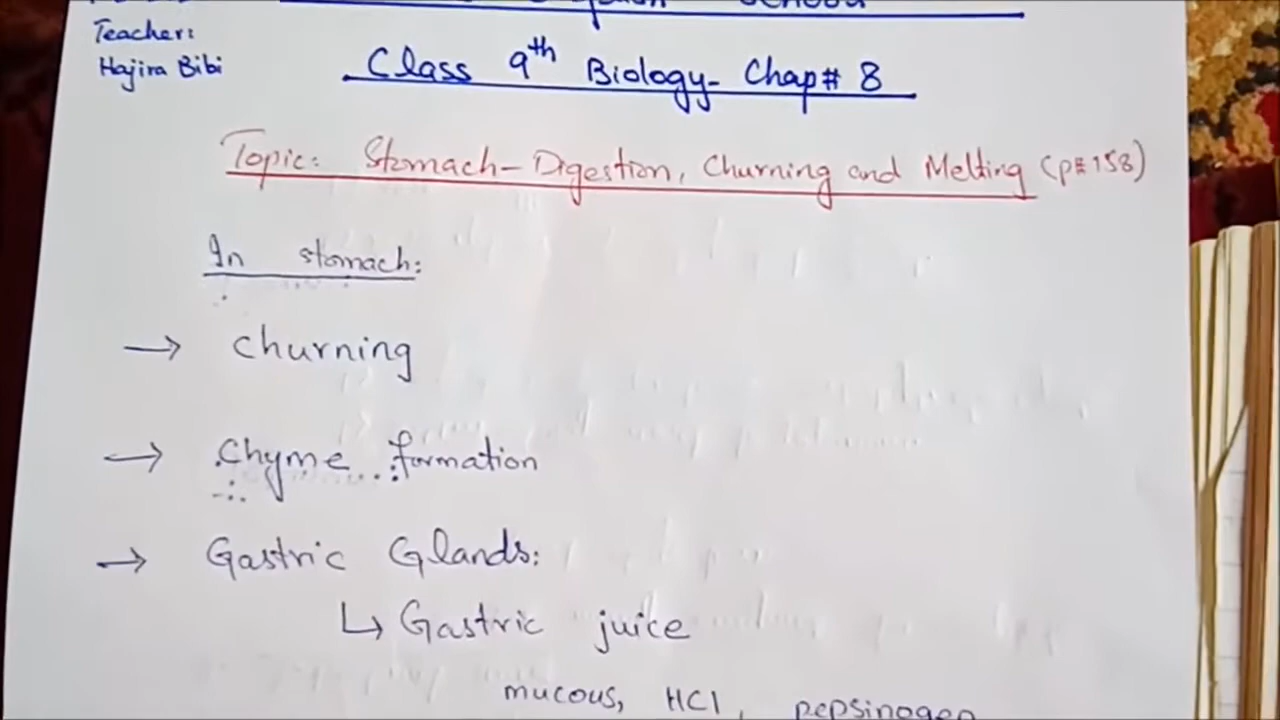 Teacher:
Hajira Bibi
Class 9th Biology- Chap# 8
Topic: Stomach-Digestion, Churning and Melting (p#158)
In stomach:
→ Churning
→ Chyme formation
→ Gastric Glands:
↳ Gastric juice
mucous, HCl, pepsinogen